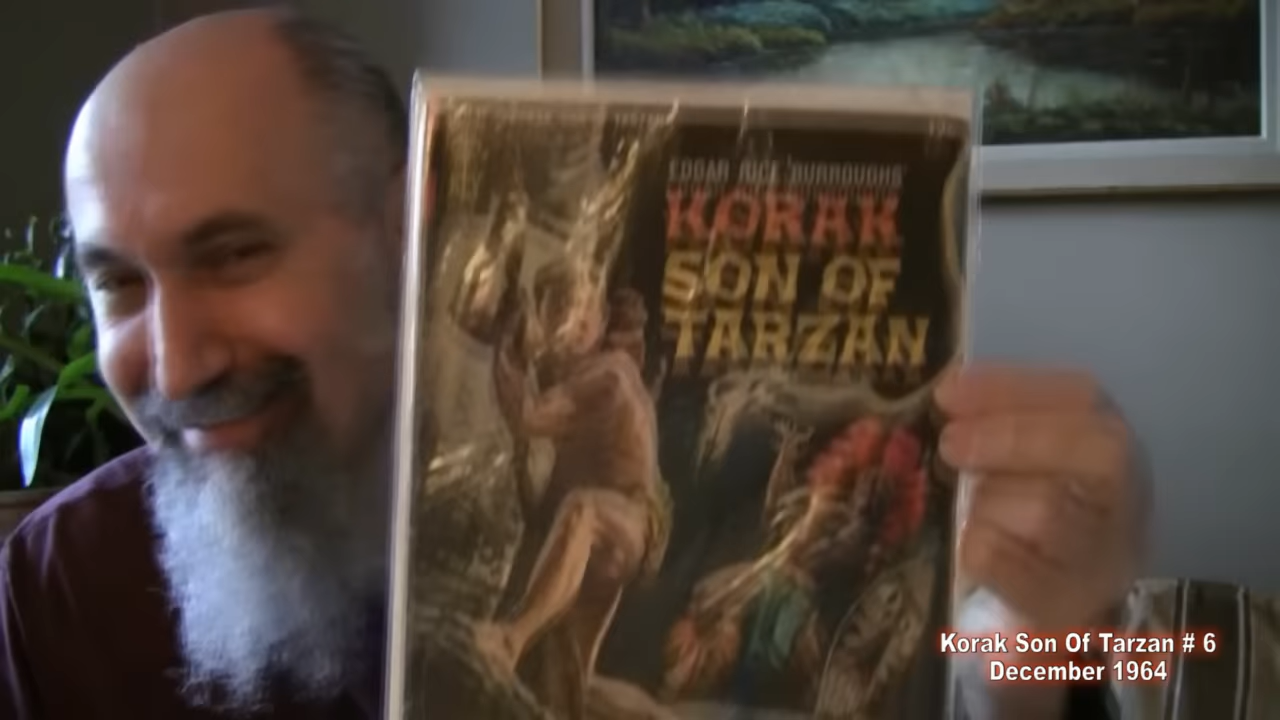 EDGAR RICE BURROUGHS'
KORAK
SON OF
TARZAN
Korak Son Of Tarzan # 6
December 1964